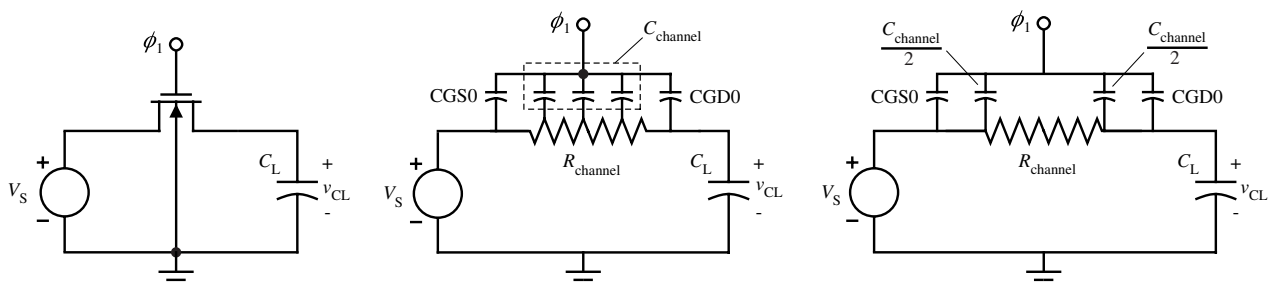 ϕ1
+
VS
−
CL
+
vCL
-
ϕ1
Cchannel
CGS0
CGD0
Rchannel
+
VS
−
CL
+
vCL
-
ϕ1
Cchannel
2
Cchannel
2
CGS0
CGD0
Rchannel
+
VS
−
CL
+
vCL
-